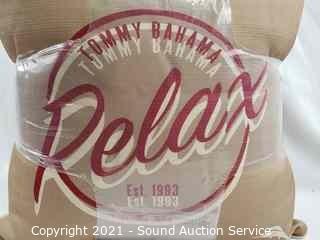 TOMMY BAHAMA
TOMMY BAHAMA
Relax
Est. 1993
Est. 1993
Copyright 2021 - Sound Auction Service